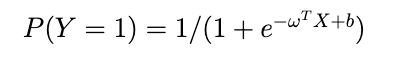 P(Y = 1) = 1/(1 + e^{-ω^T X+b})